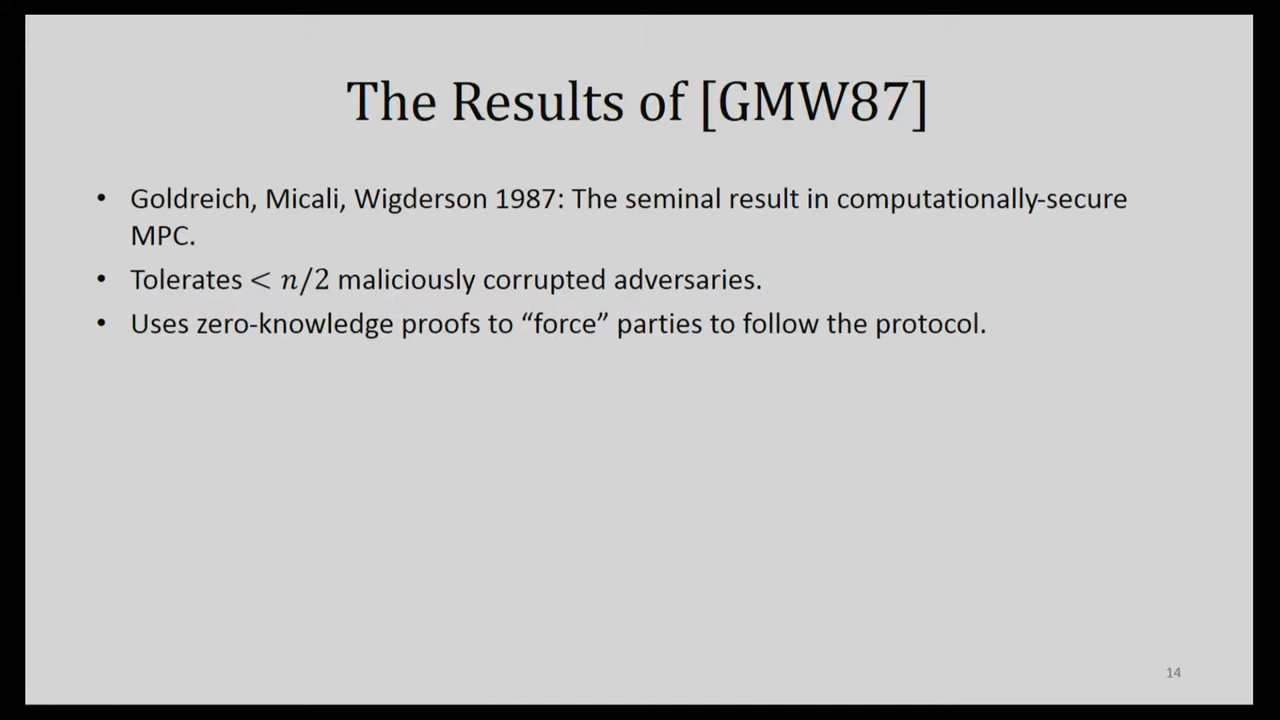 The Results of [GMW87]
• Goldreich, Micali, Wigderson 1987: The seminal result in computationally-secure
MPC.
• Tolerates < n/2 maliciously corrupted adversaries.
• Uses zero-knowledge proofs to “force” parties to follow the protocol.
14